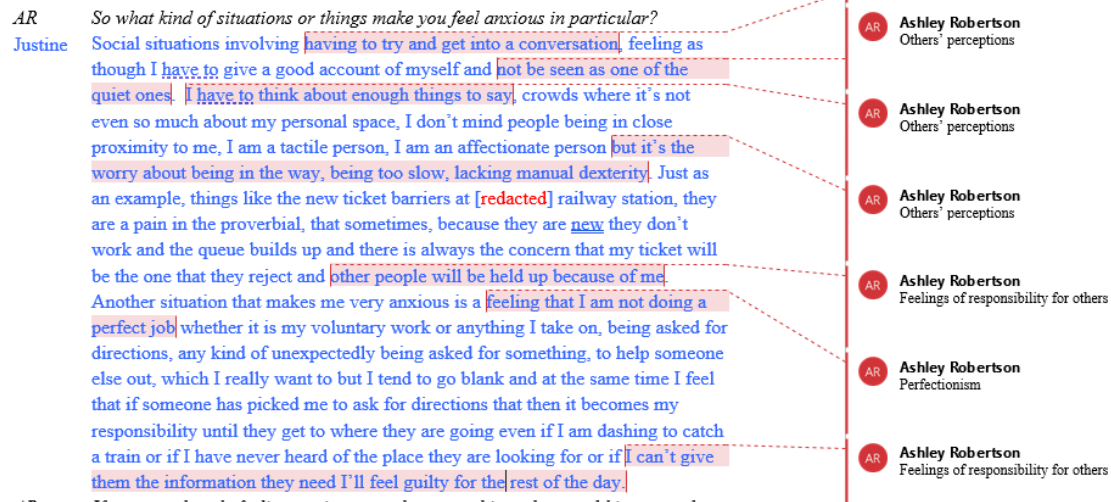 AR So what kind of situations or things make you feel anxious in particular?
Justine Social situations involving having to try and get into a conversation, feeling as
though I have to give a good account of myself and not be seen as one of the
quiet ones. I have to think about enough things to say, crowds where it’s not
even so much about my personal space, I don’t mind people being in close
proximity to me, I am a tactile person, I am an affectionate person but it’s the
worry about being in the way, being too slow, lacking manual dexterity. Just as
an example, things like the new ticket barriers at [redacted] railway station, they
are a pain in the proverbial, that sometimes, because they are new they don’t
work and the queue builds up and there is always the concern that my ticket will
be the one that they reject and other people will be held up because of me.
Another situation that makes me very anxious is a feeling that I am not doing a
perfect job whether it is my voluntary work or anything I take on, being asked for
directions, any kind of unexpectedly being asked for something, to help someone
else out, which I really want to but I tend to go blank and at the same time I feel
that if someone has picked me to ask for directions that then it becomes my
responsibility until they get to where they are going even if I am dashing to catch
a train or if I have never heard of the place they are looking for or if I can’t give
them the information they need I’ll feel guilty for the rest of the day.
AR Ashley Robertson
Others’ perceptions
AR Ashley Robertson
Others’ perceptions
AR Ashley Robertson
Others’ perceptions
AR Ashley Robertson
Feelings of responsibility for others
AR Ashley Robertson
Perfectionism
AR Ashley Robertson
Feelings of responsibility for others